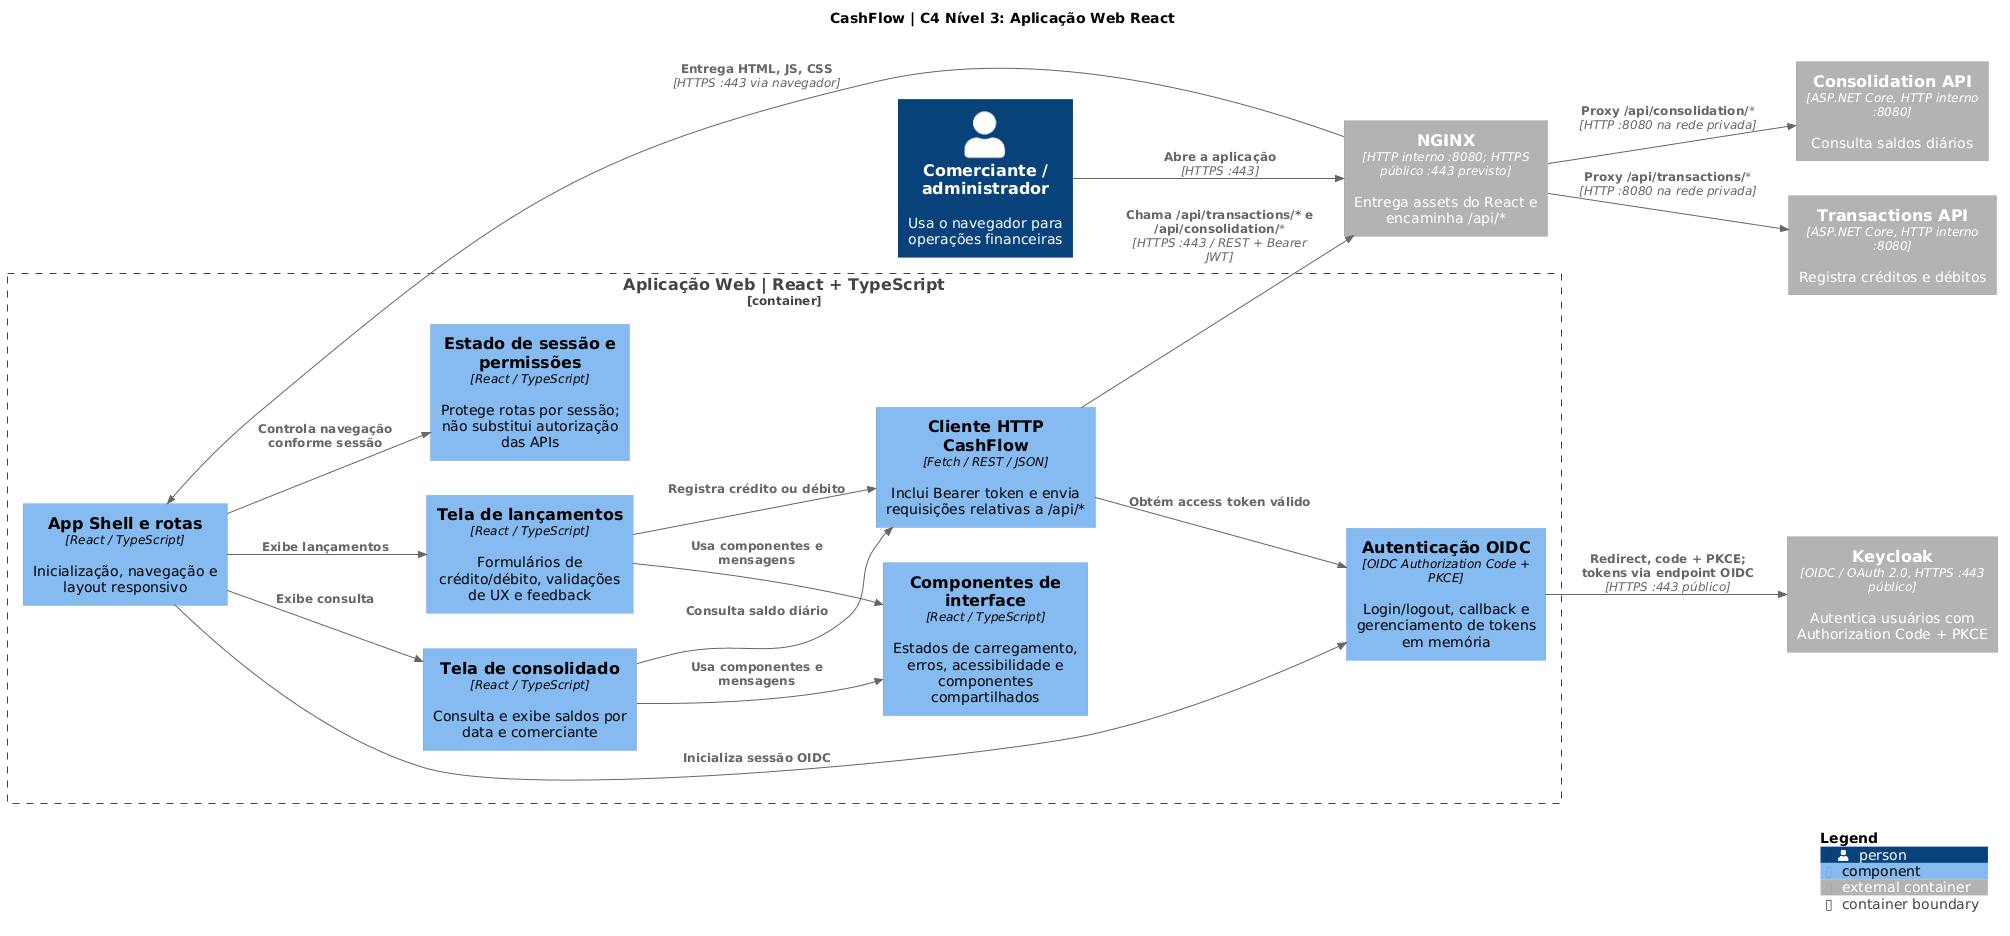 CashFlow | C4 Nível 3: Aplicação Web React
Entrega HTML, JS, CSS
[HTTPS :443 via navegador]
Comerciante /
administrador
Usa o navegador para
operações financeiras
Abre a aplicação
[HTTPS :443]
NGINX
[HTTP interno :8080; HTTPS
público :443 previsto]
Entrega assets do React e
encaminha /api/*
Proxy /api/consolidation/*
[HTTP :8080 na rede privada]
Consolidation API
[ASP.NET Core, HTTP interno
:8080]
Consulta saldos diários
Proxy /api/transactions/*
[HTTP :8080 na rede privada]
Transactions API
[ASP.NET Core, HTTP interno
:8080]
Registra créditos e débitos
Chama /api/transactions/* e
/api/consolidation/*
[HTTPS :443 / REST + Bearer
JWT]
Aplicação Web | React + TypeScript
[container]
Estado de sessão e
permissões
[React / TypeScript]
Protege rotas por sessão;
não substitui autorização
das APIs
Controla navegação
conforme sessão
App Shell e rotas
[React / TypeScript]
Inicialização, navegação e
layout responsivo
Exibe lançamentos
Exibe consulta
Tela de lançamentos
[React / TypeScript]
Formulários de
crédito/débito, validações
de UX e feedback
Tela de consolidado
[React / TypeScript]
Consulta e exibe saldos por
data e comerciante
Registra crédito ou débito
Usa componentes e
mensagens
Consulta saldo diário
Usa componentes e
mensagens
Inicializa sessão OIDC
Cliente HTTP
CashFlow
[Fetch / REST / JSON]
Inclui Bearer token e envia
requisições relativas a /api/*
Componentes de
interface
[React / TypeScript]
Estados de carregamento,
erros, acessibilidade e
componentes
compartilhados
Obtém access token válido
Autenticação OIDC
[OIDC Authorization Code +
PKCE]
Login/logout, callback e
gerenciamento de tokens
em memória
Redirect, code + PKCE;
tokens via endpoint OIDC
[HTTPS :443 público]
Keycloak
[OIDC / OAuth 2.0, HTTPS :443
público]
Autentica usuários com
Authorization Code + PKCE
Legend
person
component
external container
container boundary